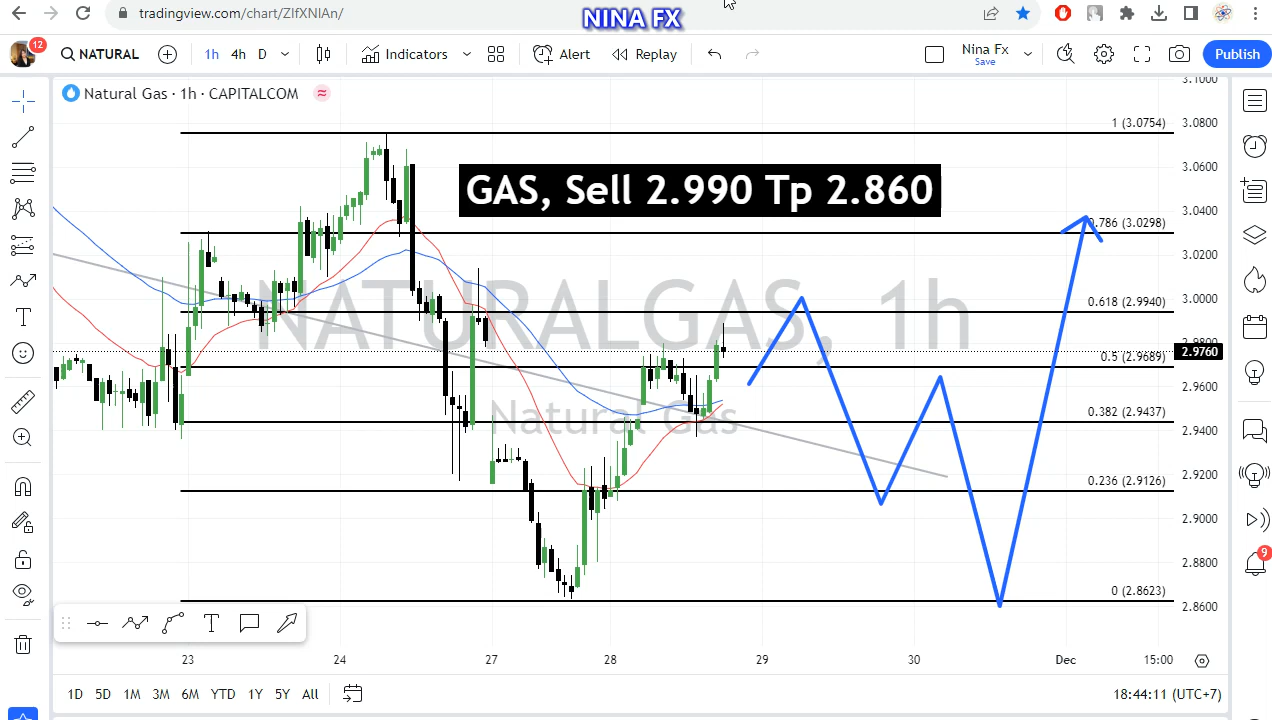 tradingview.com/chart/ZIfXNIAn/
NINA FX
12
NATURAL
1h
4h
D
Indicators
Alert
Replay
Nina Fx
Save
Publish
Natural Gas · 1h · CAPITALCOM
GAS, Sell 2.990 Tp 2.860
NATURALGAS, 1h
Natural Gas
1 (3.0754)
0.786 (3.0298)
0.618 (2.9940)
0.5 (2.9689)
0.382 (2.9437)
0.236 (2.9126)
0 (2.8623)
3.1000
3.0800
3.0600
3.0400
3.0200
3.0000
2.9800
2.9760
2.9600
2.9400
2.9200
2.9000
2.8800
2.8600
9
T
T
23
24
27
28
29
30
Dec
15:00
1D
5D
1M
3M
6M
YTD
1Y
5Y
All
18:44:11 (UTC+7)